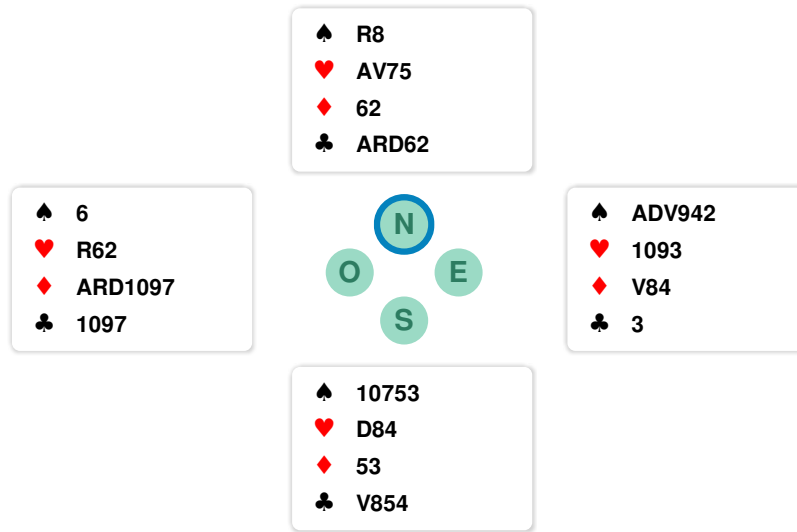 ♠ R8
♥ AV75
♦ 62
♣ ARD62
♠ 6
♥ R62
♦ ARD1097
♣ 1097
N
O E
S
♠ ADV942
♥ 1093
♦ V84
♣ 3
♠ 10753
♥ D84
♦ 53
♣ V854